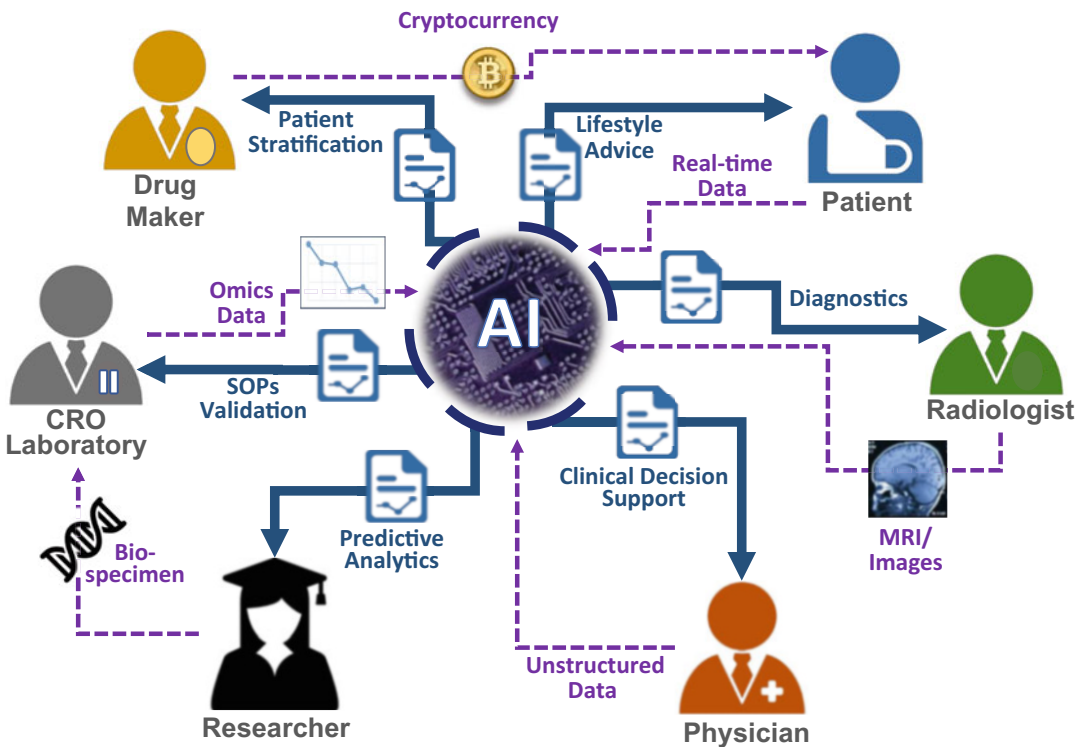 Cryptocurrency
Patient
Stratification
Lifestyle
Advice
Drug
Maker
Real-time
Data
Patient
Omics
Data
AI
Diagnostics
SOPs
Validation
CRO
Laboratory
Radiologist
Clinical Decision
Support
Predictive
Analytics
MRI/
Images
Bio-
specimen
Unstructured
Data
Researcher
Physician